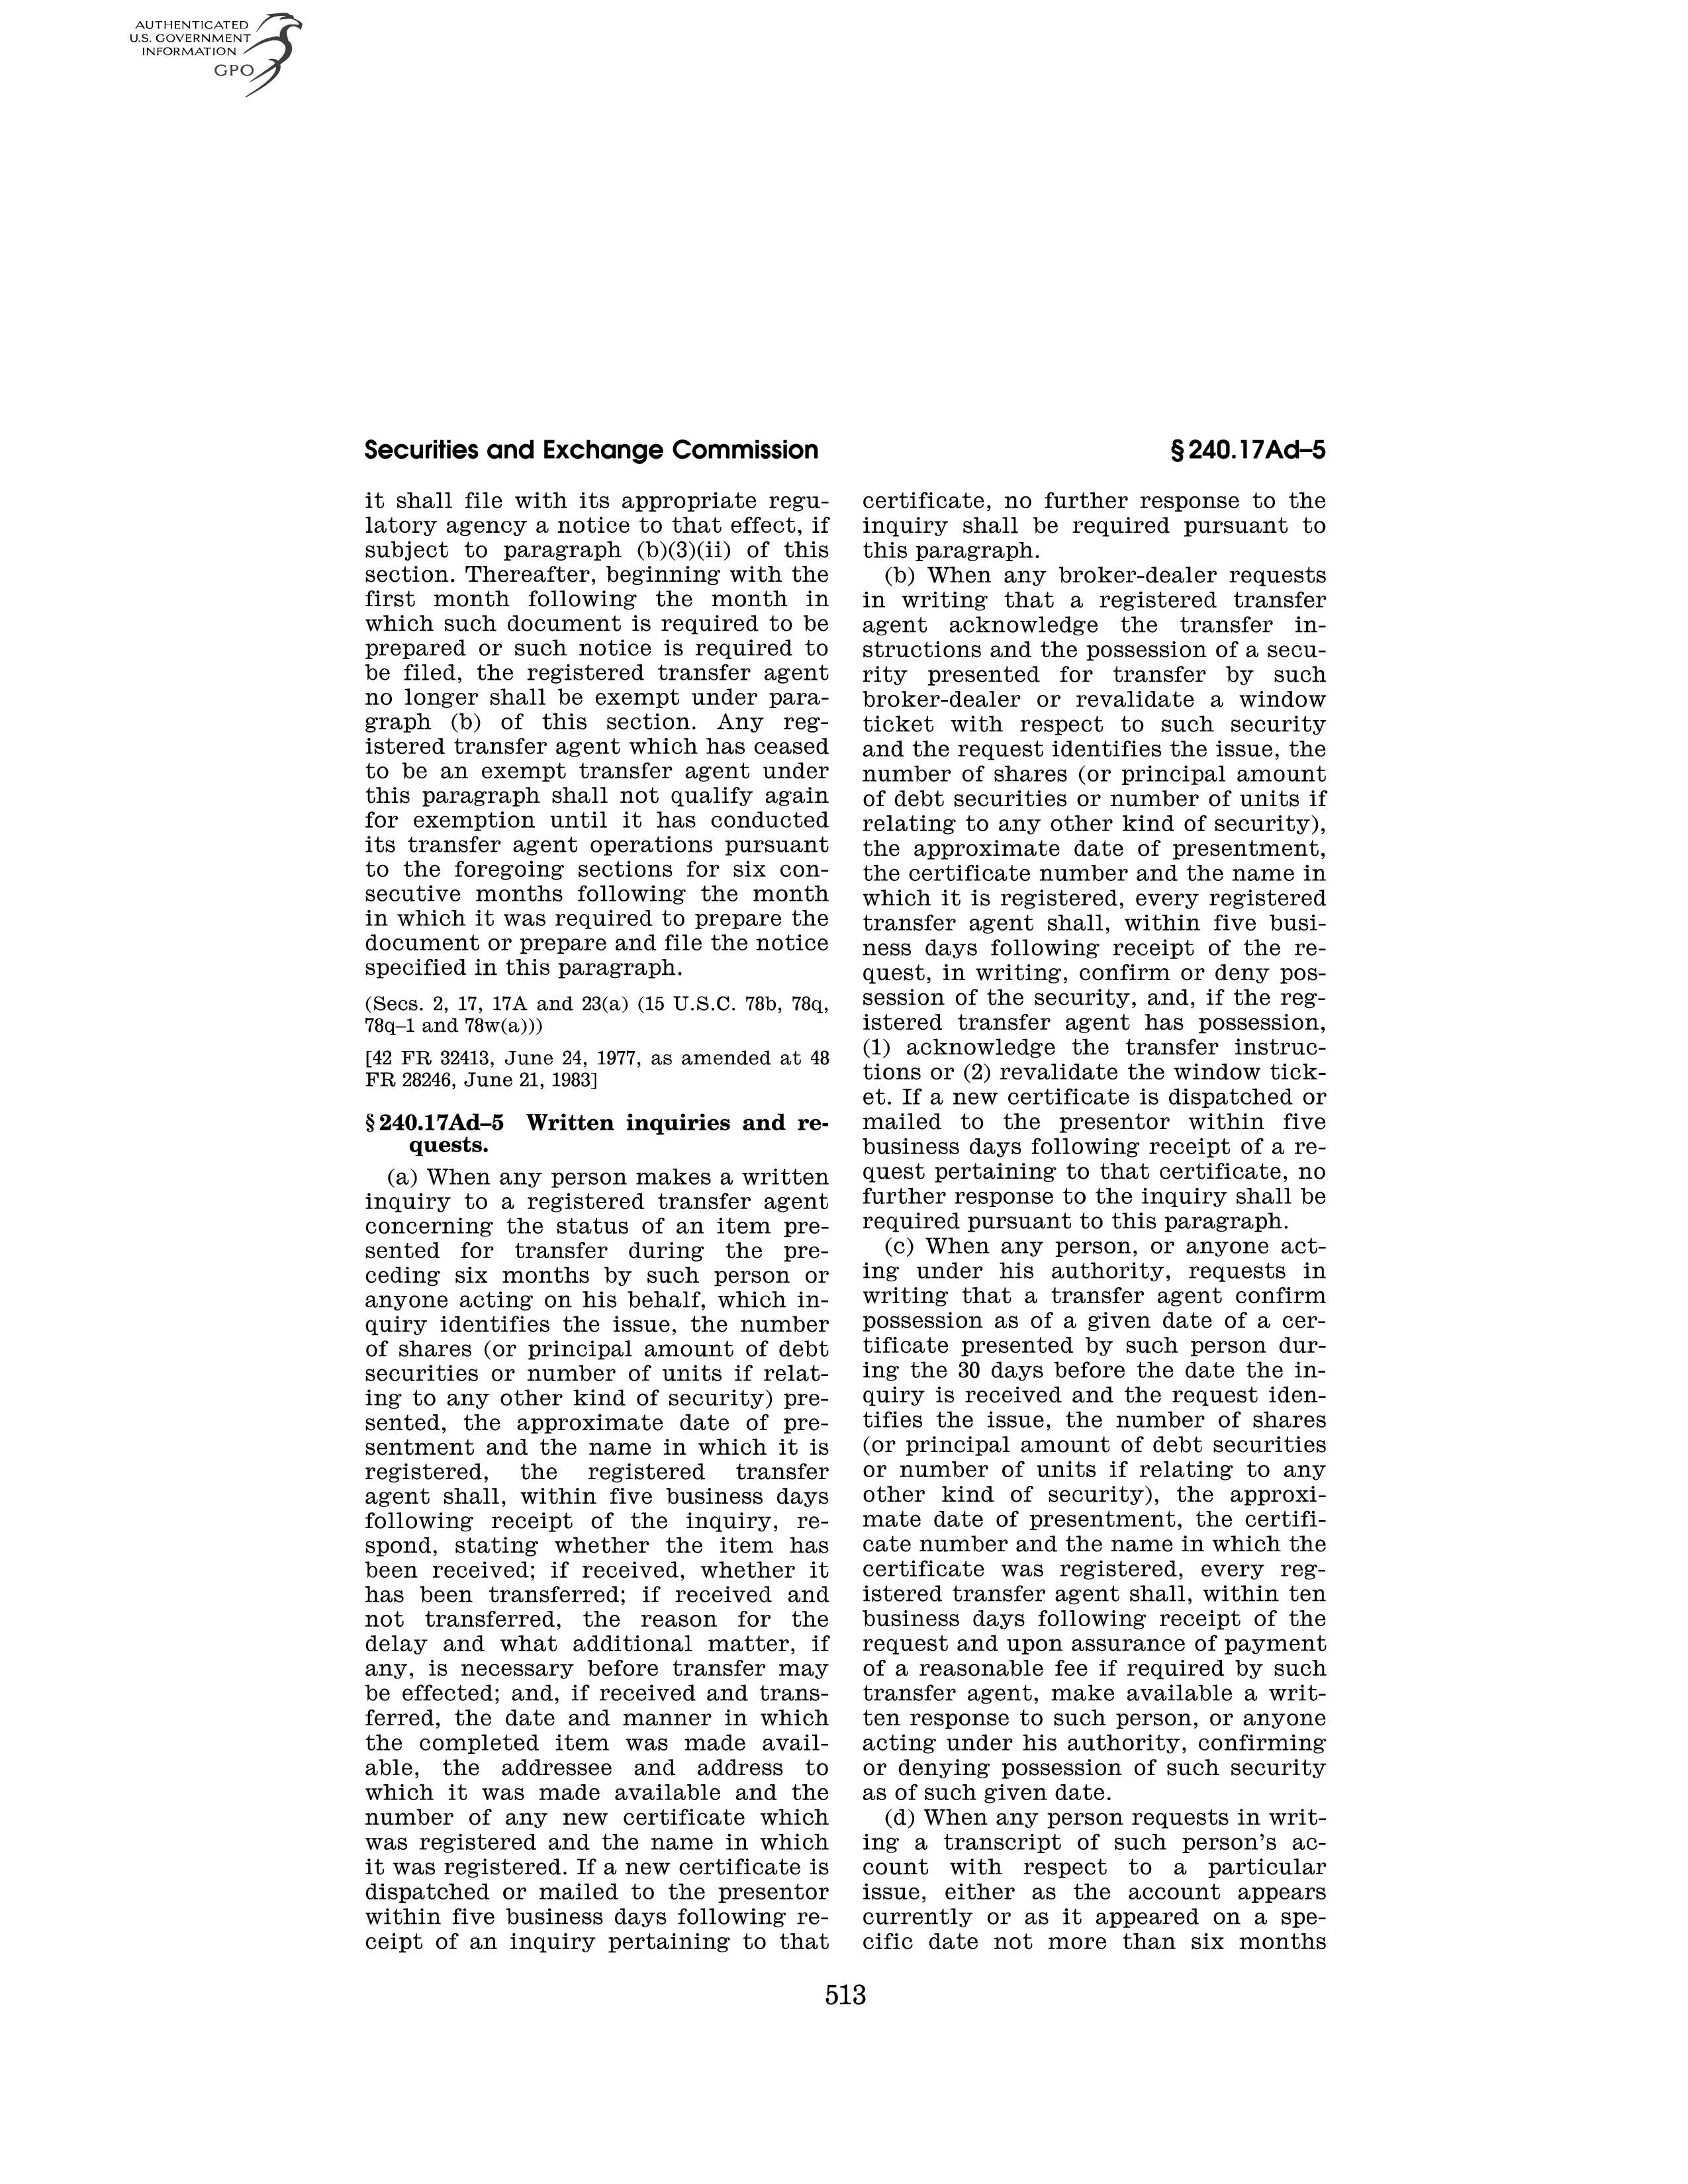 AUTHENTICATED
U.S. GOVERNMENT
INFORMATION
GPO
Securities and Exchange Commission
§ 240.17Ad–5
it shall file with its appropriate regu-
latory agency a notice to that effect, if
subject to paragraph (b)(3)(ii) of this
section. Thereafter, beginning with the
first month following the month in
which such document is required to be
prepared or such notice is required to
be filed, the registered transfer agent
no longer shall be exempt under para-
graph (b) of this section. Any reg-
istered transfer agent which has ceased
to be an exempt transfer agent under
this paragraph shall not qualify again
for exemption until it has conducted
its transfer agent operations pursuant
to the foregoing sections for six con-
secutive months following the month
in which it was required to prepare the
document or prepare and file the notice
specified in this paragraph.
(Secs. 2, 17, 17A and 23(a) (15 U.S.C. 78b, 78q,
78q–1 and 78w(a)))
[42 FR 32413, June 24, 1977, as amended at 48
FR 28246, June 21, 1983]
§ 240.17Ad–5 Written inquiries and re-
quests.
(a) When any person makes a written
inquiry to a registered transfer agent
concerning the status of an item pre-
sented for transfer during the pre-
ceding six months by such person or
anyone acting on his behalf, which in-
quiry identifies the issue, the number
of shares (or principal amount of debt
securities or number of units if relat-
ing to any other kind of security) pre-
sented, the approximate date of pre-
sentment and the name in which it is
registered, the registered transfer
agent shall, within five business days
following receipt of the inquiry, re-
spond, stating whether the item has
been received; if received, whether it
has been transferred; if received and
not transferred, the reason for the
delay and what additional matter, if
any, is necessary before transfer may
be effected; and, if received and trans-
ferred, the date and manner in which
the completed item was made avail-
able, the addressee and address to
which it was made available and the
number of any new certificate which
was registered and the name in which
it was registered. If a new certificate is
dispatched or mailed to the presentor
within five business days following re-
ceipt of an inquiry pertaining to that
certificate, no further response to the
inquiry shall be required pursuant to
this paragraph.
(b) When any broker-dealer requests
in writing that a registered transfer
agent acknowledge the transfer in-
structions and the possession of a secu-
rity presented for transfer by such
broker-dealer or revalidate a window
ticket with respect to such security
and the request identifies the issue, the
number of shares (or principal amount
of debt securities or number of units if
relating to any other kind of security),
the approximate date of presentment,
the certificate number and the name in
which it is registered, every registered
transfer agent shall, within five busi-
ness days following receipt of the re-
quest, in writing, confirm or deny pos-
session of the security, and, if the reg-
istered transfer agent has possession,
(1) acknowledge the transfer instruc-
tions or (2) revalidate the window tick-
et. If a new certificate is dispatched or
mailed to the presentor within five
business days following receipt of a re-
quest pertaining to that certificate, no
further response to the inquiry shall be
required pursuant to this paragraph.
(c) When any person, or anyone act-
ing under his authority, requests in
writing that a transfer agent confirm
possession as of a given date of a cer-
tificate presented by such person dur-
ing the 30 days before the date the in-
quiry is received and the request iden-
tifies the issue, the number of shares
(or principal amount of debt securities
or number of units if relating to any
other kind of security), the approxi-
mate date of presentment, the certifi-
cate number and the name in which the
certificate was registered, every reg-
istered transfer agent shall, within ten
business days following receipt of the
request and upon assurance of payment
of a reasonable fee if required by such
transfer agent, make available a writ-
ten response to such person, or anyone
acting under his authority, confirming
or denying possession of such security
as of such given date.
(d) When any person requests in writ-
ing a transcript of such person's ac-
count with respect to a particular
issue, either as the account appears
currently or as it appeared on a spe-
cific date not more than six months
513